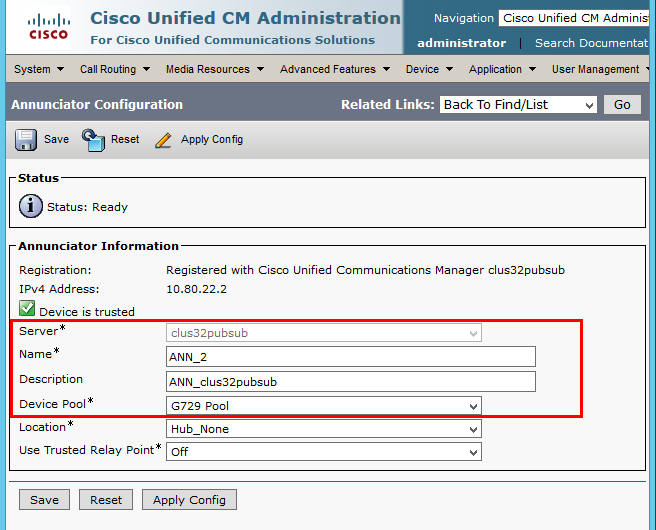 CISCO
Cisco Unified CM Administration
For Cisco Unified Communications Solutions
Navigation Cisco Unified CM Adminis
administrator | Search Documentat
System Call Routing Media Resources Advanced Features Device Application User Management
Annunciator Configuration Related Links: Back To Find/List Go
Save Reset Apply Config
Status
Status: Ready
Annunciator Information
Registration: Registered with Cisco Unified Communications Manager clus32pubsub
IPv4 Address: 10.80.22.2
Device is trusted
Server* clus32pubsub
Name* ANN_2
Description ANN_clus32pubsub
Device Pool* G729 Pool
Location* Hub_None
Use Trusted Relay Point* Off
Save Reset Apply Config